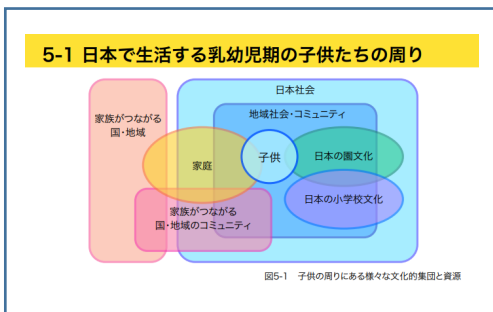 5-1 日本で生活する乳幼児期の子供たちの周り
日本社会
地域社会・コミュニティ
家族がつながる
国・地域
家庭
子供
日本の園文化
日本の小学校文化
家族がつながる
国・地域のコミュニティ
図5-1 子供の周りにある様々な文化的集団と資源